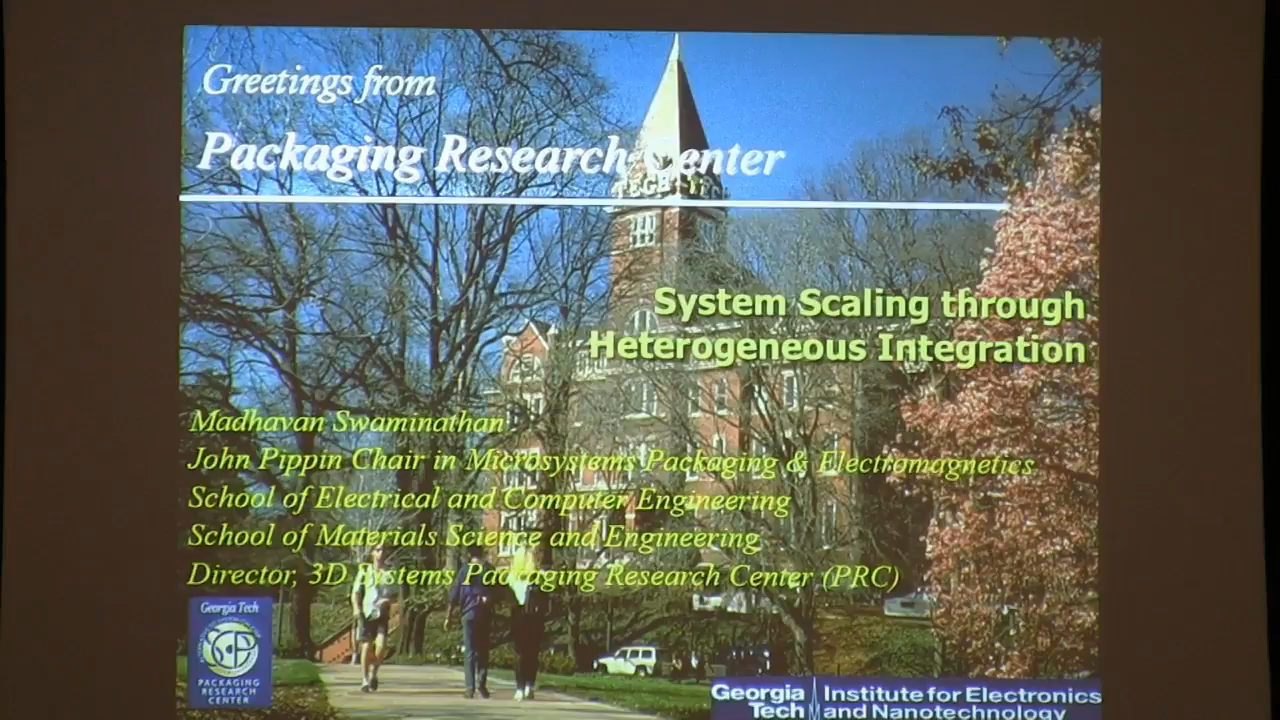 Greetings from
Packaging Research Center
TECH
System Scaling through
Heterogeneous Integration
Madhavan Swaminathan
John Pippin Chair in Microsystems Packaging & Electromagnetics
School of Electrical and Computer Engineering
School of Materials Science and Engineering
Director, 3D Systems Packaging Research Center (PRC)
Georgia Tech
PACKAGING
RESEARCH
CENTER
Georgia Tech
Institute for Electronics
and Nanotechnology